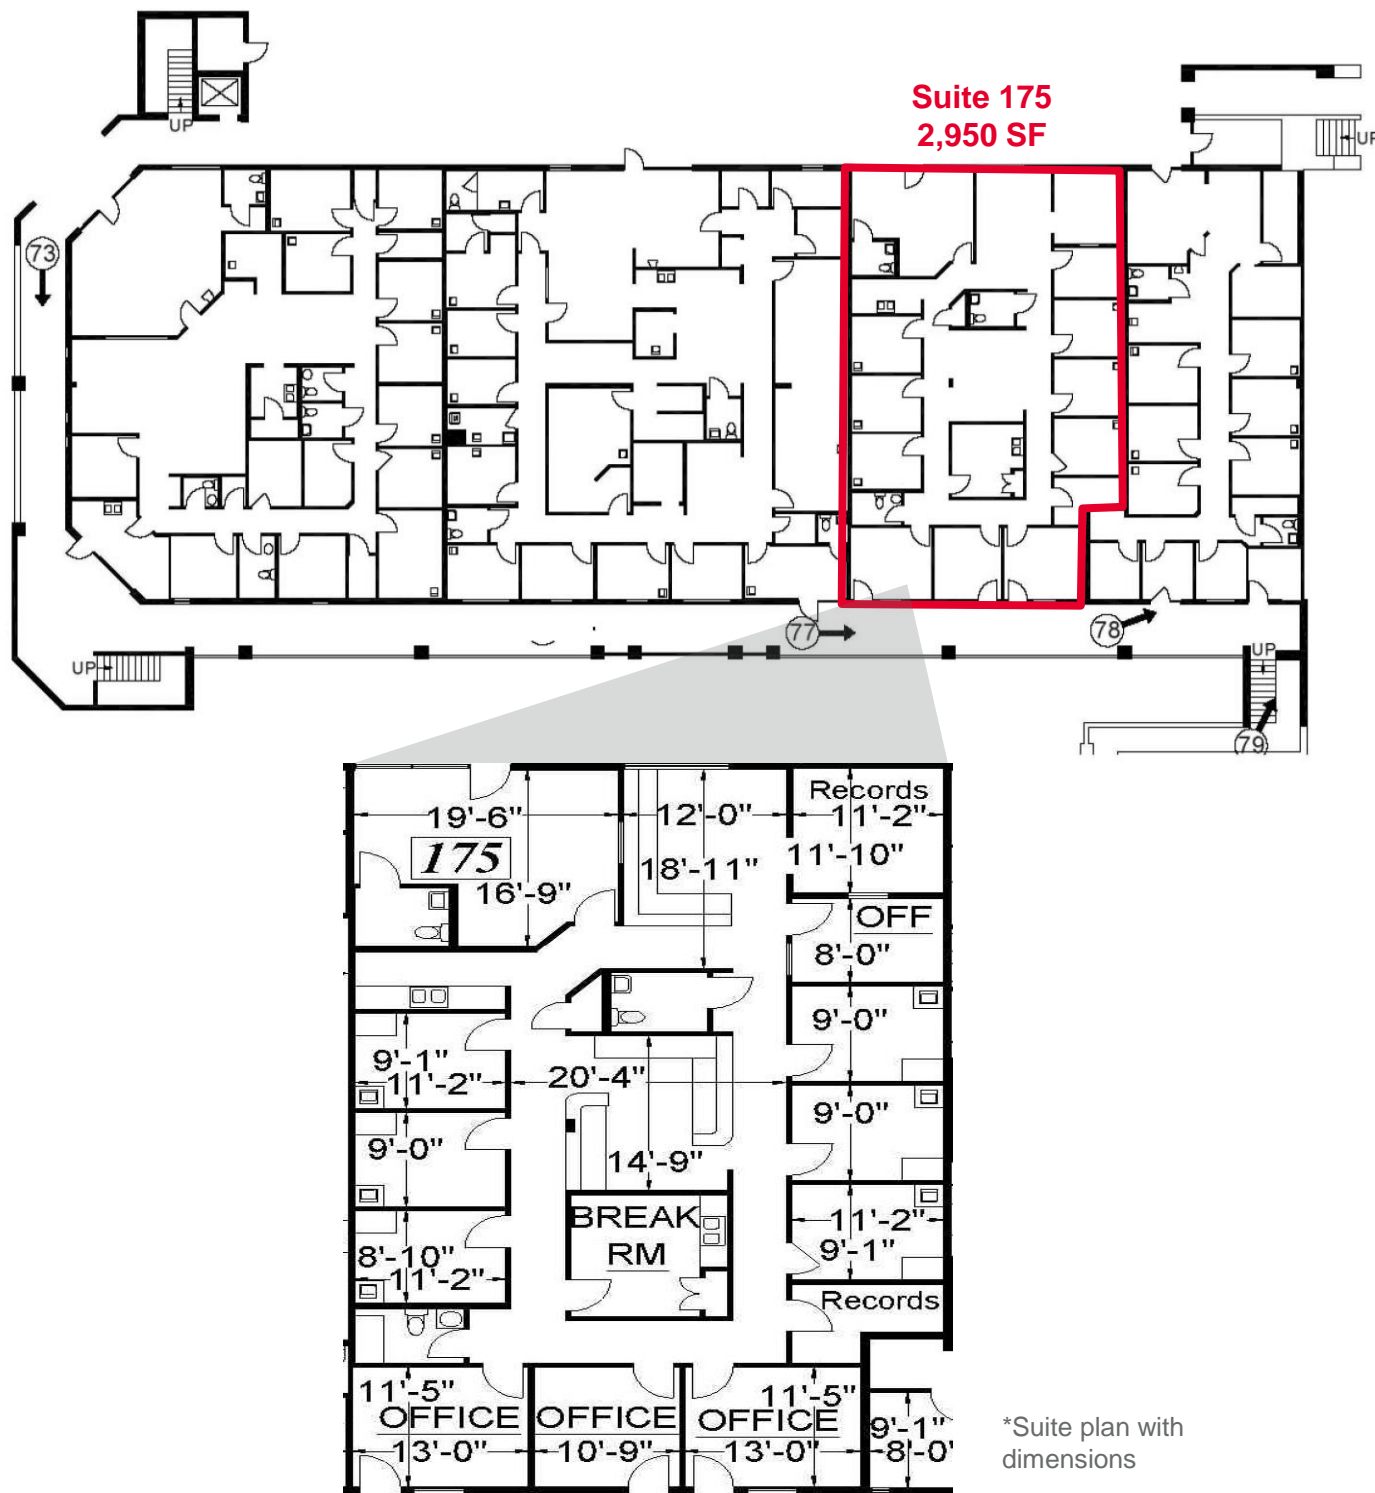 Suite 175
2,950 SF
UP
UP
73
77
78
UP
UP
79
Records
19'-6"
12'-0"
11'-2"
175
18'-11"
11'-10"
16'-9"
OFF
8'-0"
9'-0"
9'-1"
11'-2"
20'-4"
9'-0"
9'-0"
14'-9"
BREAK
RM
11'-2"
9'-1"
8'-10"
11'-2"
Records
11'-5"
11'-5"
OFFICE
OFFICE
OFFICE
13'-0"
10'-9"
13'-0"
9'-1"
8'-0'
*Suite plan with
dimensions